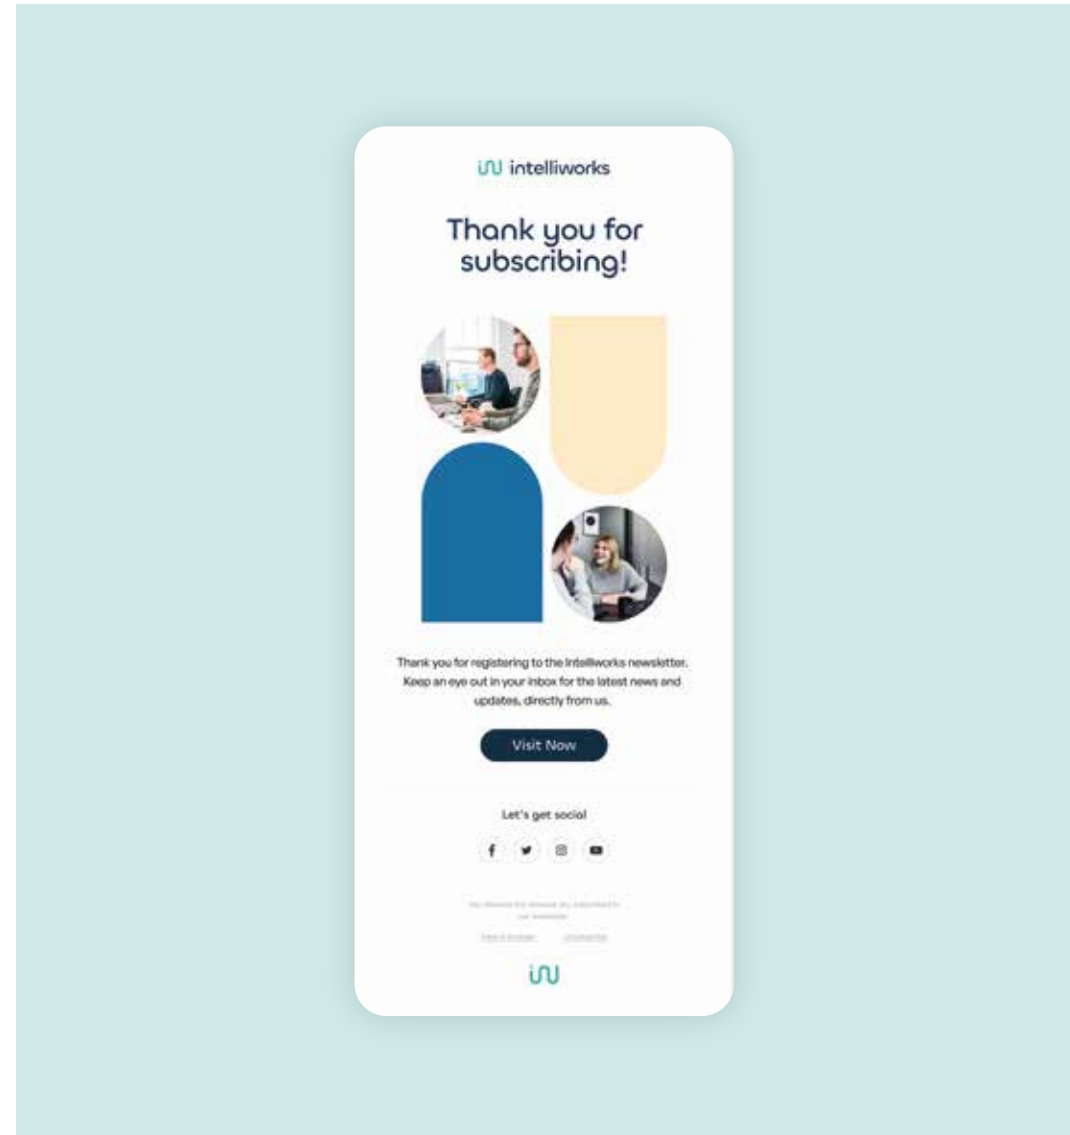 intelliworks
Thank you for
subscribing!
Thank you for registering to the Intelliworks newsletter.
Keep an eye out in your inbox for the latest news and
updates, directly from us.
Visit Now
Let's get social